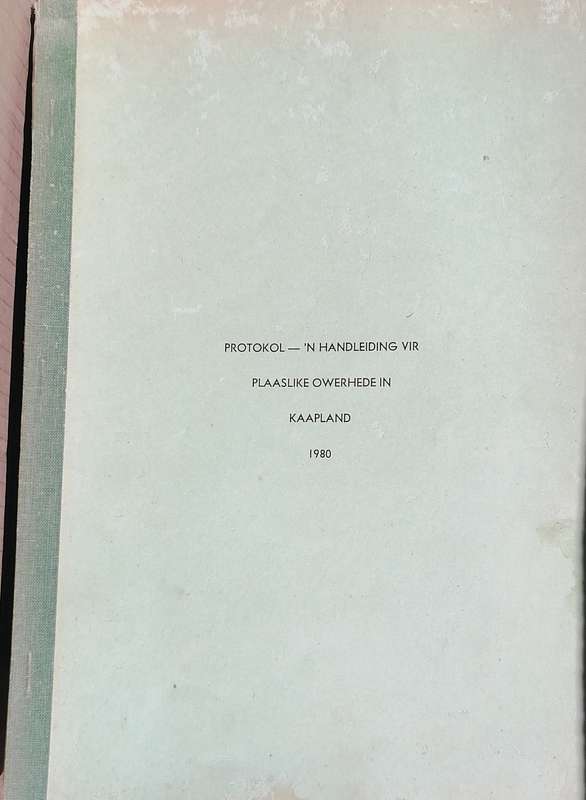 PROTOKOL — 'N HANDLEIDING VIR
PLAASLIKE OWERHEDE IN
KAAPLAND
1980